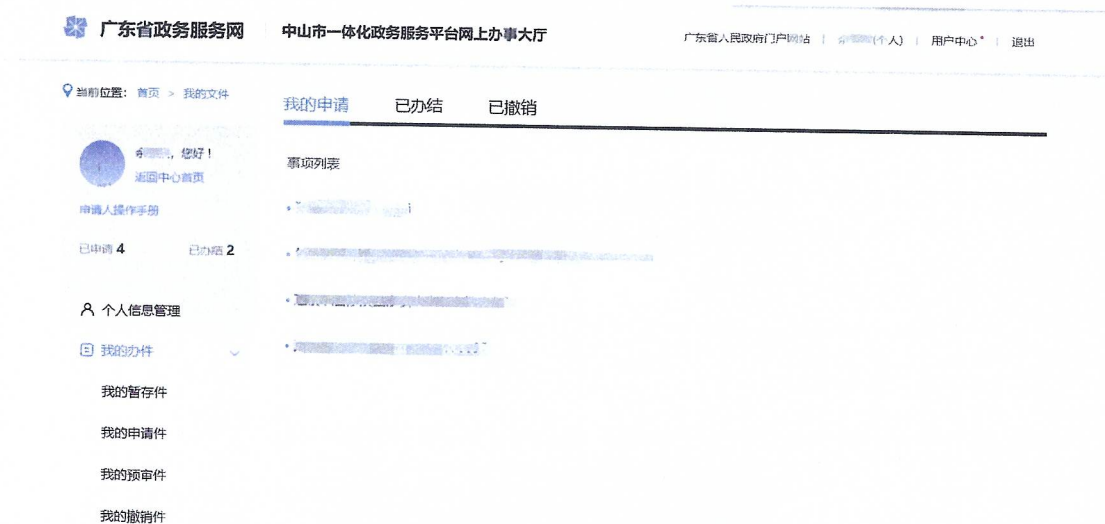 广东省政务服务网 中山市一体化政务服务平台网上办事大厅 广东省人民政府门户网站 | (个人) | 用户中心 | 退出
当前位置: 首页 > 我的文件
我的申请 已办结 已撤销
, 您好!
返回中心首页
事项列表
申请人操作手册
已申请 4 已办结 2
个人信息管理
我的办件
我的暂存件
我的申请件
我的预审件
我的撤销件